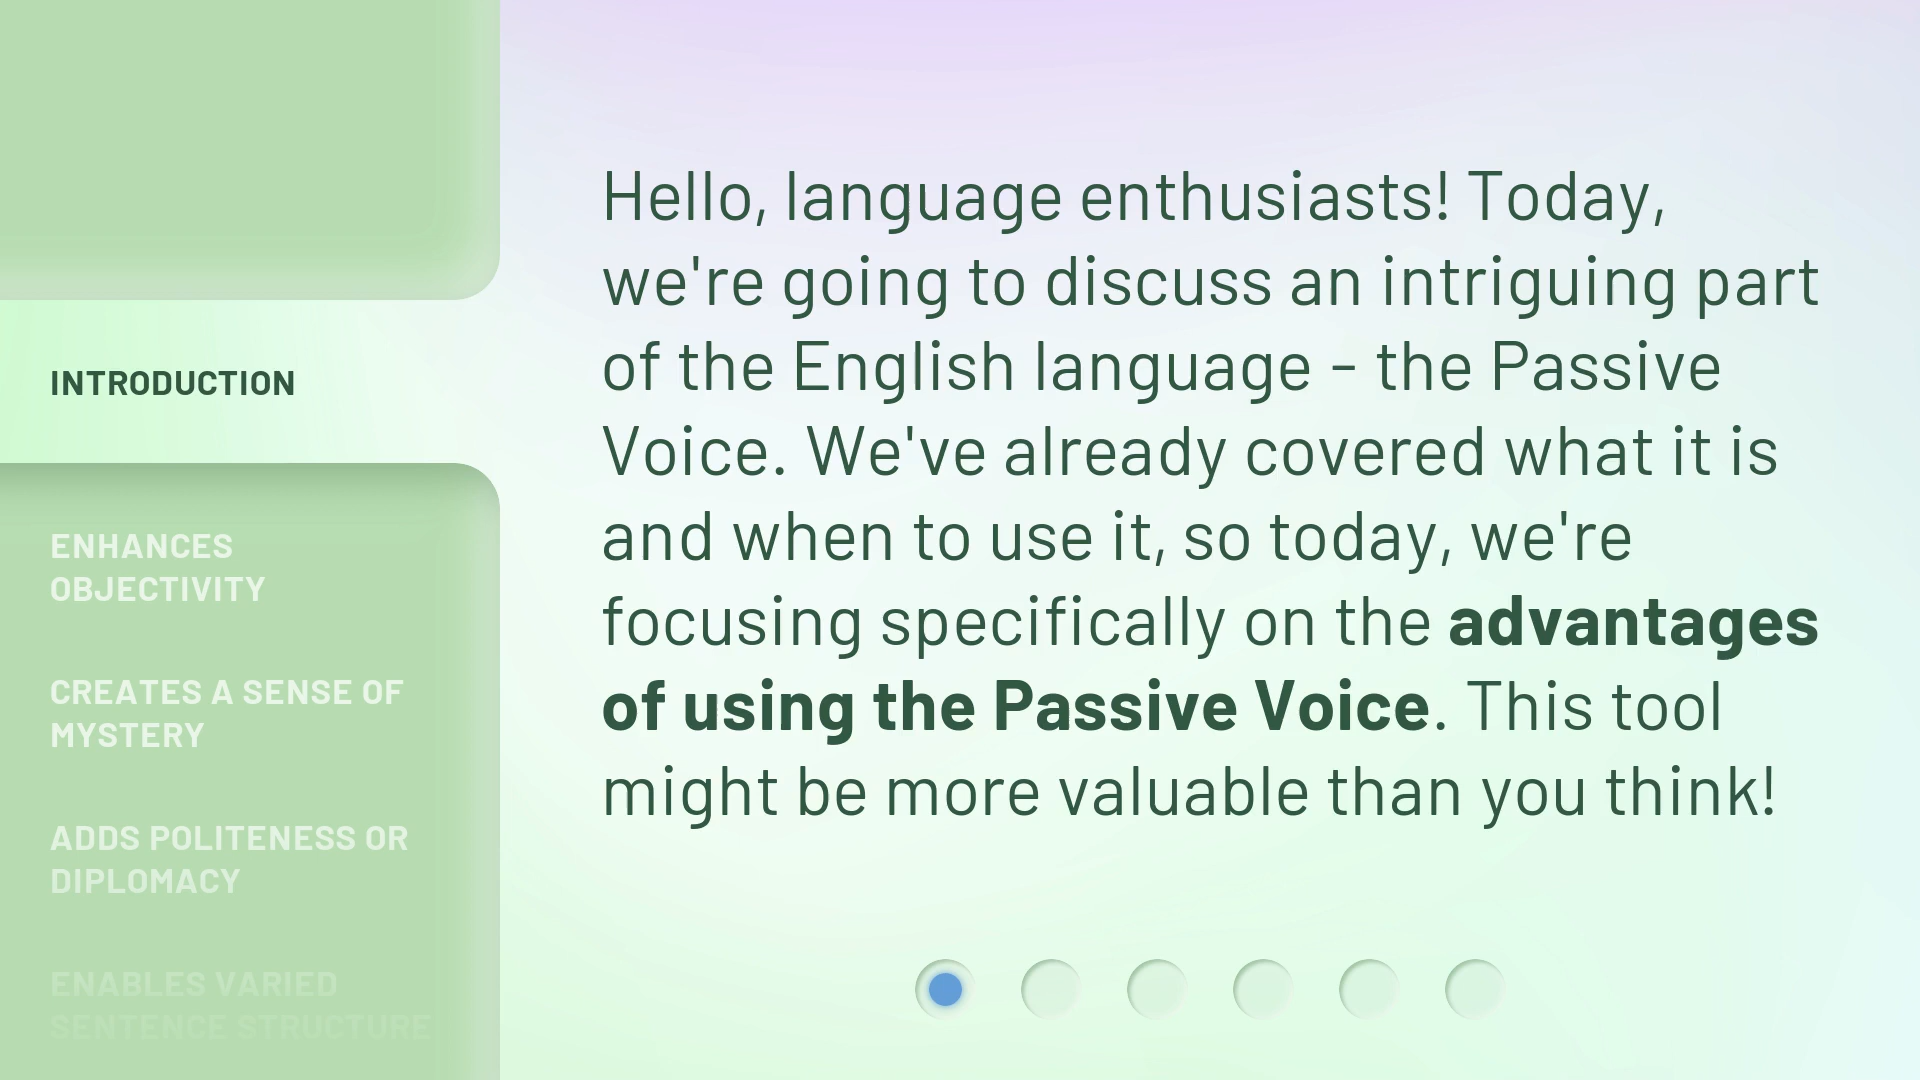 INTRODUCTION
ENHANCES
OBJECTIVITY
CREATES A SENSE OF
MYSTERY
ADDS POLITENESS OR
DIPLOMACY
ENABLES VARIED
SENTENCE STRUCTURE
Hello, language enthusiasts! Today,
we're going to discuss an intriguing part
of the English language - the Passive
Voice. We've already covered what it is
and when to use it, so today, we're
focusing specifically on the advantages
of using the Passive Voice. This tool
might be more valuable than you think!